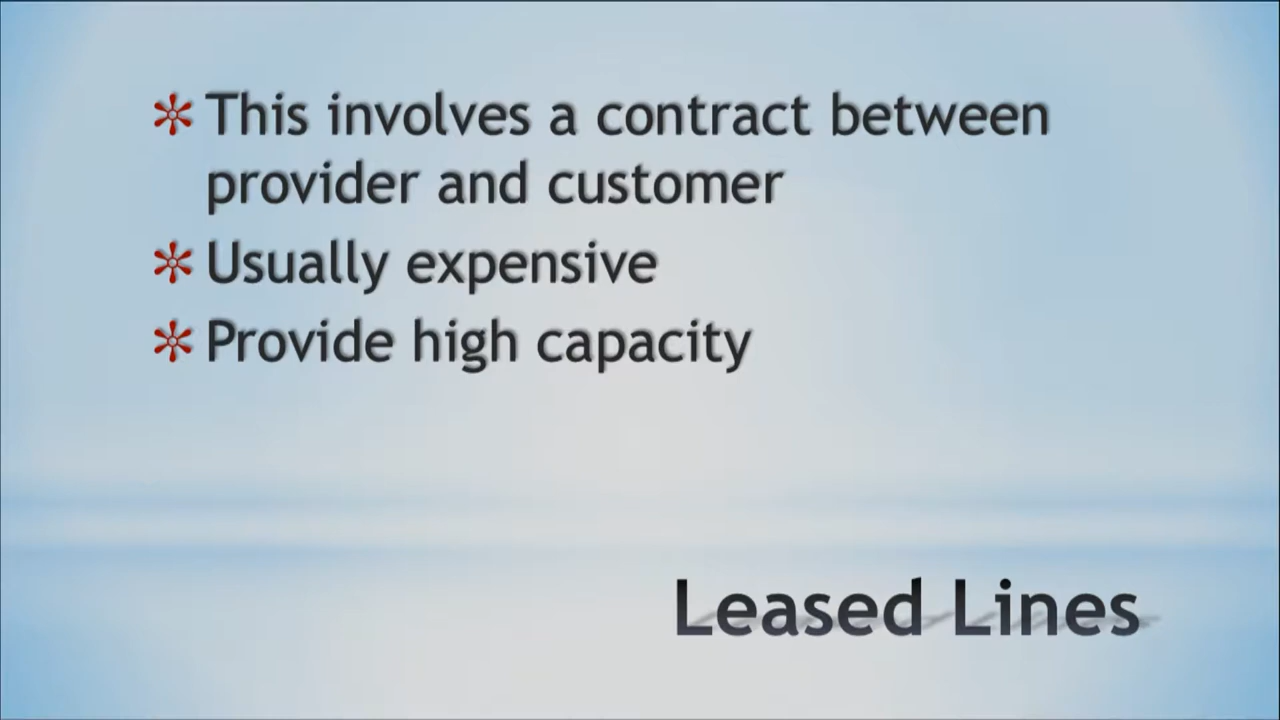 This involves a contract between
provider and customer
Usually expensive
Provide high capacity
Leased Lines